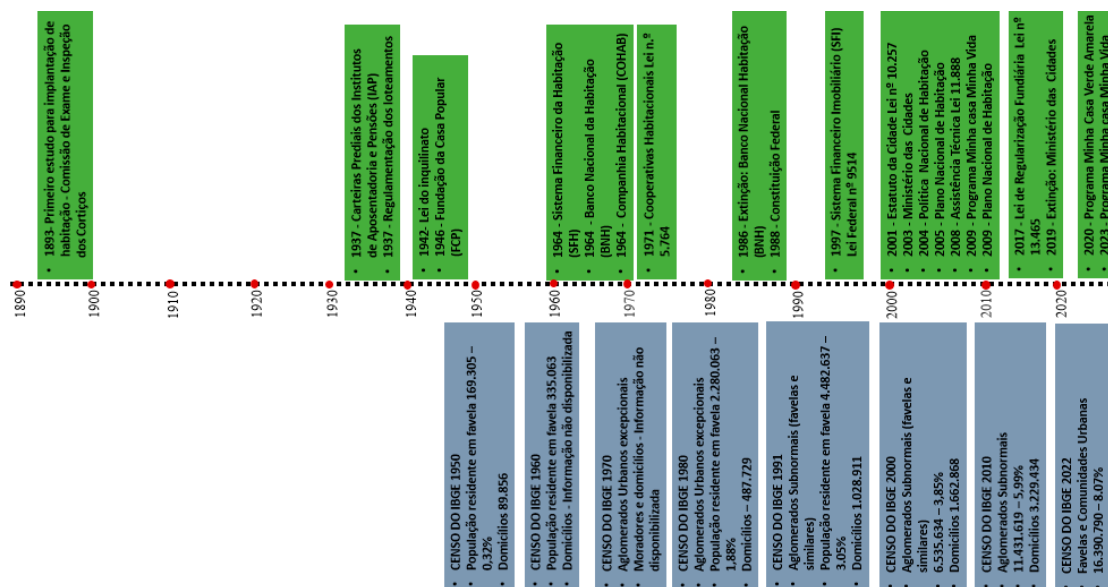 • 1893- Primeiro estudo para implantação de
habitação - Comissão de Exame e Inspeção
dos Cortiços
• 1937 - Carteiras Prediais dos Institutos
de Aposentadoria e Pensões (IAP)
• 1937 - Regulamentação dos loteamentos
• 1942- Lei do inquilinato
• 1946 - Fundação da Casa Popular
(FCP)
• 1964 - Sistema Financeiro da Habitação
(SFH)
• 1964 - Banco Nacional da Habitação
(BNH)
• 1964 - Companhia Habitacional (COHAB)
• 1971 - Cooperativas Habitacionais Lei n.º
5.764
• 1986 - Extinção: Banco Nacional Habitação
(BNH)
• 1988 - Constituição Federal
• 1997 - Sistema Financeiro Imobiliário (SFI)
Lei Federal nº 9514
• 2001 - Estatuto da Cidade Lei nº 10.257
• 2003 - Ministério das Cidades
• 2004 - Política Nacional de Habitação
• 2005 - Plano Nacional de Habitação
• 2008 - Assistência Técnica Lei 11.888
• 2009 - Programa Minha casa Minha Vida
• 2009 - Plano Nacional de Habitação
• 2017 - Lei de Regularização Fundiária Lei nº
13.465
• 2019 - Extinção: Ministério das Cidades
• 2020 - Programa Minha Casa Verde Amarela
• 2023 - Programa Minha Casa Minha Vida
1890
1900
1910
1920
1930
1940
1950
1960
1970
1980
1990
2000
2010
2020
• CENSO DO IBGE 1950
• População residente em favela 169.305 –
0.32%
• Domicílios 89.856
• CENSO DO IBGE 1960
• População residente em favela 335.063
• Domicílios - Informação não disponibilizada
• CENSO DO IBGE 1970
• Aglomerados Urbanos excepcionais
• Moradores e domicílios - Informação não
disponibilizada
• CENSO DO IBGE 1980
• Aglomerados Urbanos excepcionais
• População residente em favela 2.280.063 –
1,88%
• Domicílios – 487.729
• CENSO DO IBGE 1991
• Aglomerados Subnormais (favelas e
similares)
• População residente em favela 4.482.637 –
3.05%
• Domicílios 1.028.911
• CENSO DO IBGE 2000
• Aglomerados Subnormais (favelas e
similares)
• 6.535.634 – 3,85%
• Domicílios 1.662.868
• CENSO DO IBGE 2010
• Aglomerados Subnormais
• 11.431.619 – 5,99%
• Domicílios 3.229.434
• CENSO DO IBGE 2022
• Favelas e Comunidades Urbanas
• 16.390.790 – 8.07%